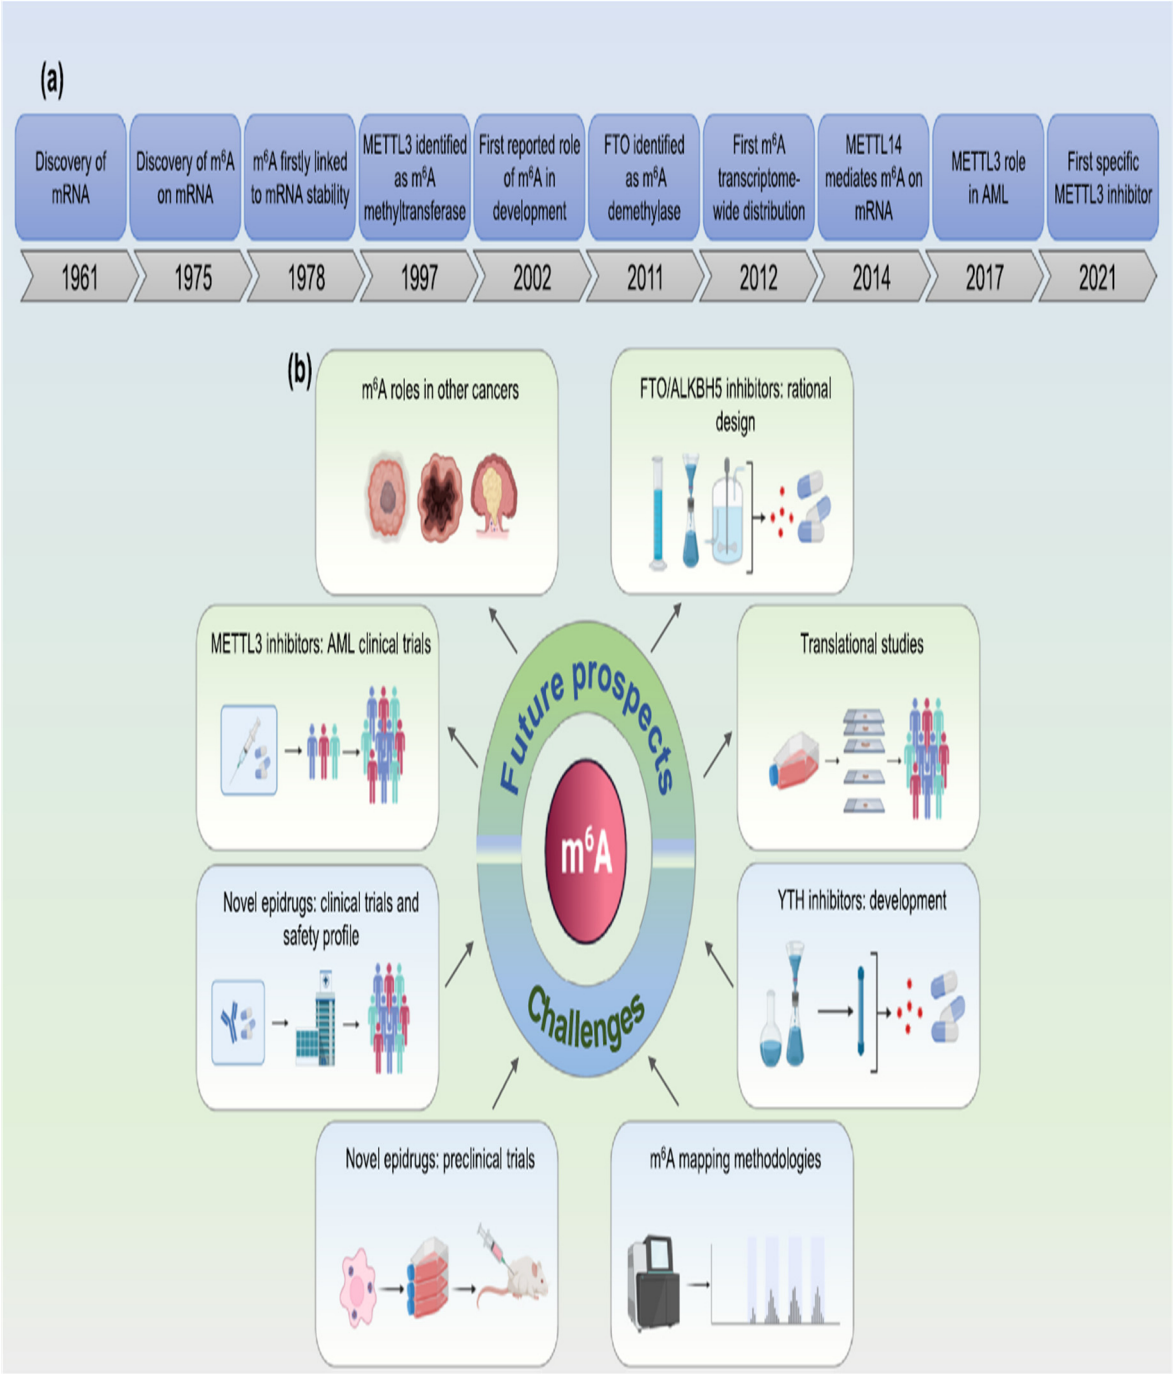 (a)
Discovery of
mRNA
Discovery of m⁶A
on mRNA
m⁶A firstly linked
to mRNA stability
METTL3 identified
as m⁶A
methyltransferase
First reported role
of m⁶A in
development
FTO identified
as m⁶A
demethylase
First m⁶A
transcriptome-
wide distribution
METTL14
mediates m⁶A on
mRNA
METTL3 role
in AML
First specific
METTL3 inhibitor
1961
1975
1978
1997
2002
2011
2012
2014
2017
2021
(b)
m⁶A roles in other cancers
FTO/ALKBH5 inhibitors: rational
design
METTL3 inhibitors: AML clinical trials
Translational studies
Future prospects
m⁶A
Challenges
Novel epidrugs: clinical trials and
safety profile
YTH inhibitors: development
Novel epidrugs: preclinical trials
m⁶A mapping methodologies